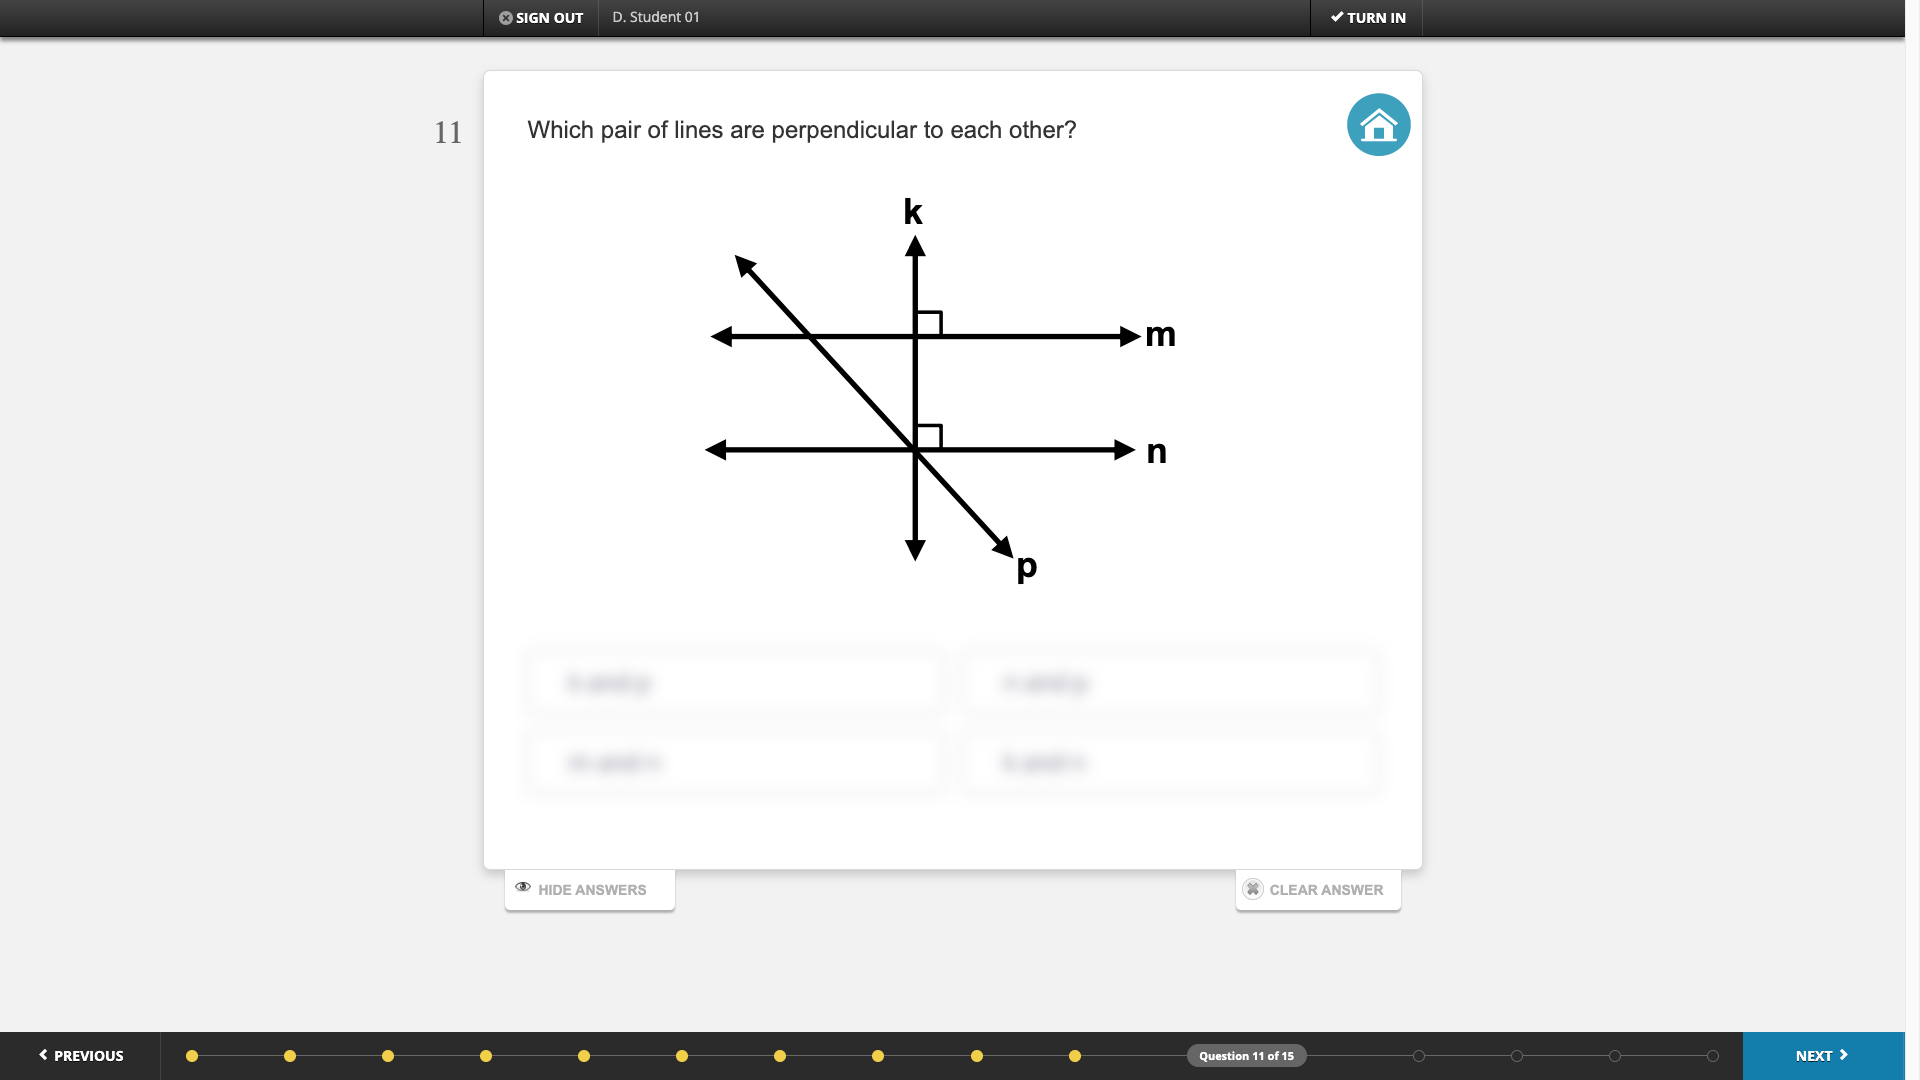 SIGN OUT
D. Student 01
TURN IN
11
Which pair of lines are perpendicular to each other?
k
m
n
p
HIDE ANSWERS
CLEAR ANSWER
PREVIOUS
Question 11 of 15
NEXT